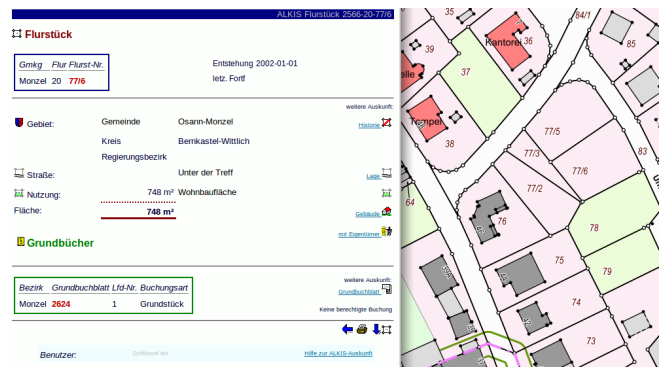 ALKIS Flurstück 2566-20-77/6
Flurstück
Gmkg Flur Flurst-Nr.
Monzel 20 77/6
Entstehung 2002-01-01
letz. Fortf
weitere Auskunft:
Gebiet: Gemeinde Osann-Monzel
Historie
Kreis Bernkastel-Wittlich
Regierungsbezirk
Straße: Unter der Treff
Lage
Nutzung: 748 m² Wohnbaufläche
Fläche: 748 m²
Gebäude
mit Eigentümer
Grundbücher
weitere Auskunft:
Bezirk Grundbuchblatt Lfd-Nr. Buchungsart
Grundbuchblatt
Monzel 2624 1 Grundstück
Keine berechtigte Buchung
Benutzer:
Hilfe zur ALKIS-Auskunft
35
84/1
39
Kantorei 36
85
37
elle
Tempel
38
77/5
77/3
83
77/6
77/2
64
76
78
75
79
74
73